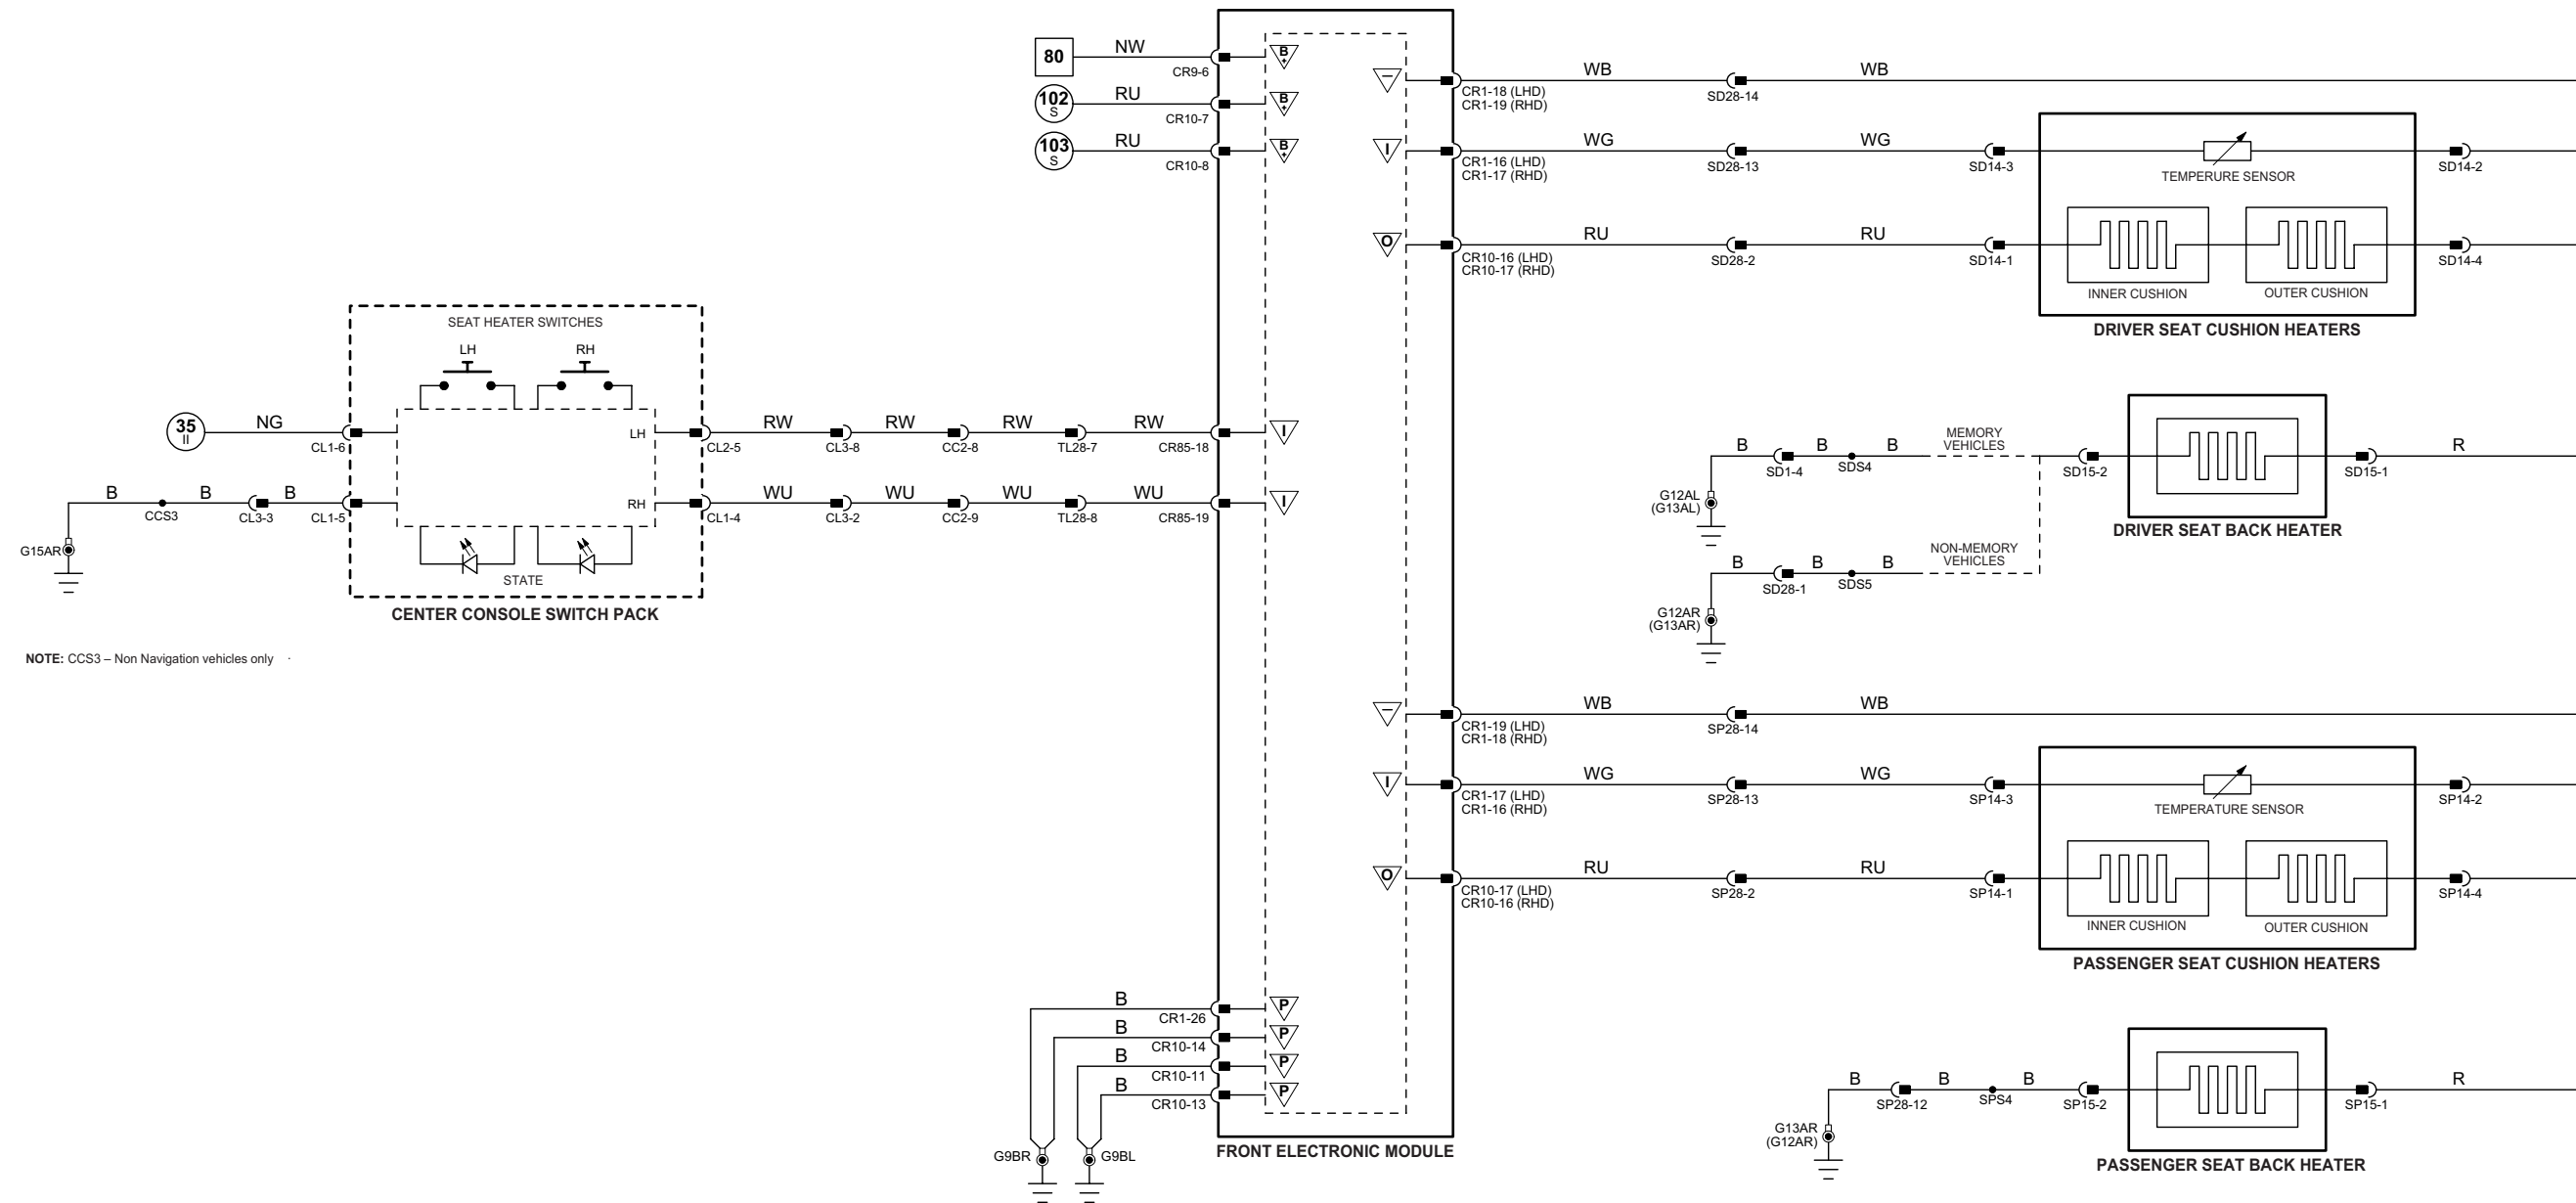 80
NW
CR9-6
B
+
102
S
RU
CR10-7
B
+
103
S
RU
CR10-8
B
+
–
CR1-18 (LHD)
CR1-19 (RHD)
WB
SD28-14
WB
I
CR1-16 (LHD)
CR1-17 (RHD)
WG
SD28-13
WG
SD14-3
TEMPERURE SENSOR
SD14-2
O
CR10-16 (LHD)
CR10-17 (RHD)
RU
SD28-2
RU
SD14-1
INNER CUSHION
OUTER CUSHION
SD14-4
DRIVER SEAT CUSHION HEATERS
SEAT HEATER SWITCHES
LH
RH
35
II
NG
CL1-6
LH
CL2-5
RW
CL3-8
RW
CC2-8
RW
TL28-7
RW
CR85-18
I
B
CCS3
B
CL3-3
B
CL1-5
G15AR
RH
CL1-4
WU
CL3-2
WU
CC2-9
WU
TL28-8
WU
CR85-19
I
STATE
CENTER CONSOLE SWITCH PACK
NOTE: CCS3 – Non Navigation vehicles only
B
SD1-4
B
SDS4
B
MEMORY
VEHICLES
SD15-2
SD15-1
R
G12AL
(G13AL)
DRIVER SEAT BACK HEATER
B
SD28-1
B
SDS5
B
NON-MEMORY
VEHICLES
G12AR
(G13AR)
–
CR1-19 (LHD)
CR1-18 (RHD)
WB
SP28-14
WB
I
CR1-17 (LHD)
CR1-16 (RHD)
WG
SP28-13
WG
SP14-3
TEMPERATURE SENSOR
SP14-2
O
CR10-17 (LHD)
CR10-16 (RHD)
RU
SP28-2
RU
SP14-1
INNER CUSHION
OUTER CUSHION
SP14-4
PASSENGER SEAT CUSHION HEATERS
B
CR1-26
P
B
CR10-14
P
B
CR10-11
P
B
CR10-13
P
G9BR
G9BL
FRONT ELECTRONIC MODULE
B
SP28-12
B
SPS4
B
SP15-2
SP15-1
R
G13AR
(G12AR)
PASSENGER SEAT BACK HEATER